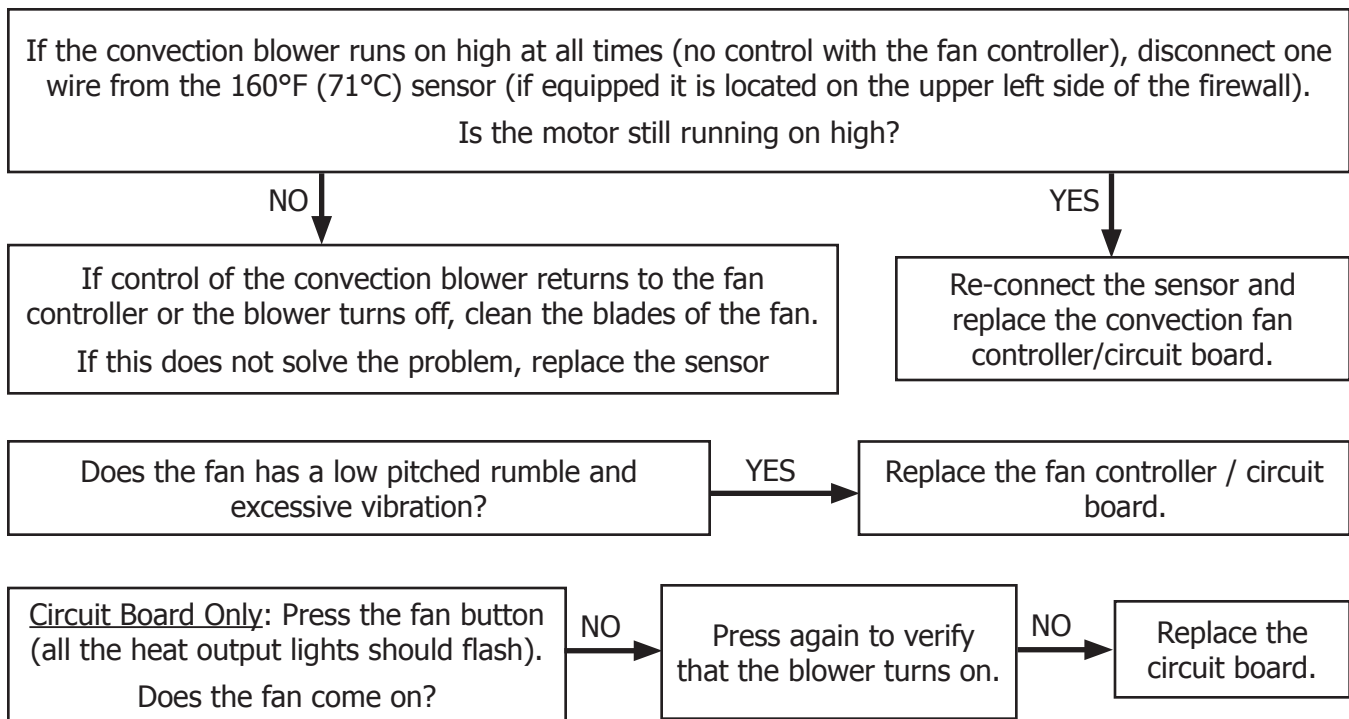 If the convection blower runs on high at all times (no control with the fan controller), disconnect one
wire from the 160°F (71°C) sensor (if equipped it is located on the upper left side of the firewall).
Is the motor still running on high?
NO
YES
If control of the convection blower returns to the fan
controller or the blower turns off, clean the blades of the fan.
If this does not solve the problem, replace the sensor
Re-connect the sensor and
replace the convection fan
controller/circuit board.
Does the fan has a low pitched rumble and
excessive vibration?
YES
Replace the fan controller / circuit
board.
Circuit Board Only: Press the fan button
(all the heat output lights should flash).
Does the fan come on?
NO
Press again to verify
that the blower turns on.
NO
Replace the
circuit board.